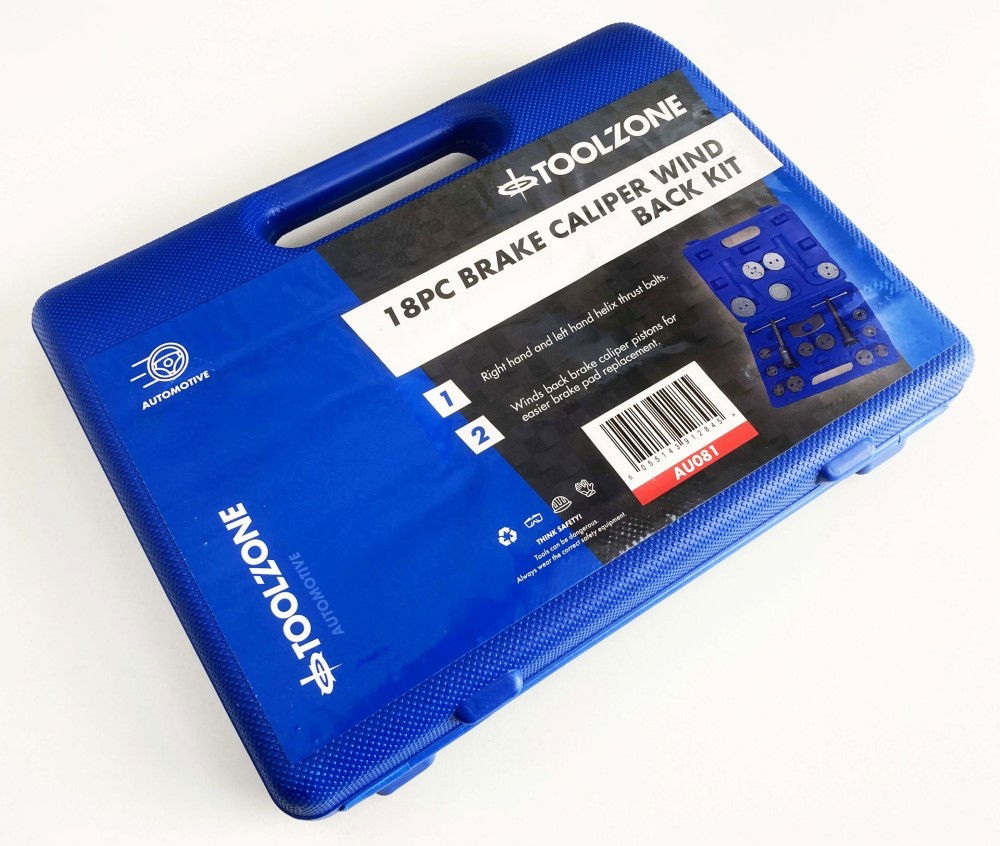 TOOLZONE
18PC BRAKE CALIPER WIND
BACK KIT
Right hand and left hand helix thrust bolts.
1
Winds back brake caliper pistons for
easier brake pad replacement.
2
AUTOMOTIVE
AU081
THINK SAFETY!
Tools can be dangerous.
Always wear the correct safety equipment.
TOOLZONE
AUTOMOTIVE